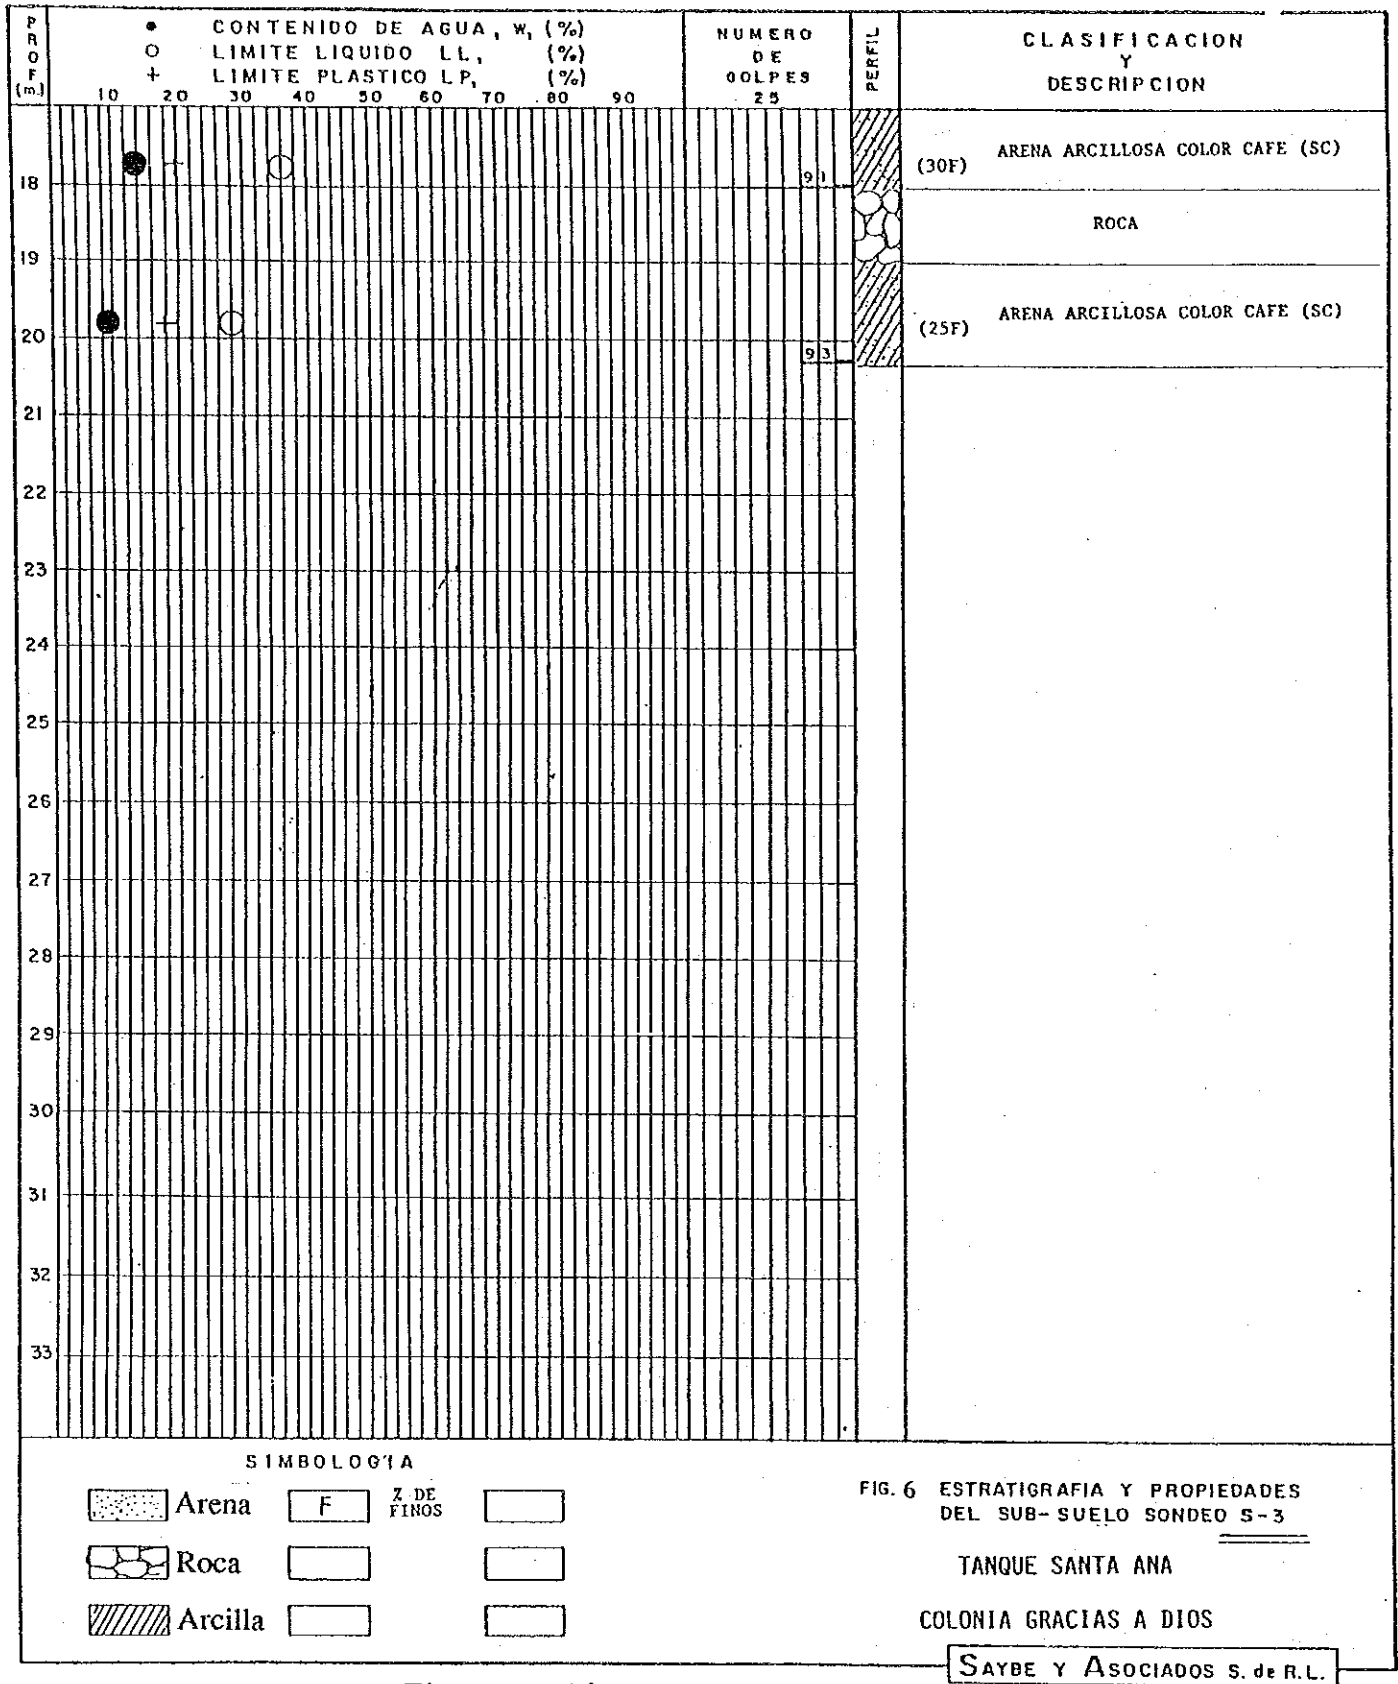 PROF. (m.)
● CONTENIDO DE AGUA, W, (%)
○ LIMITE LIQUIDO LL, (%)
+ LIMITE PLASTICO LP, (%)
10 20 30 40 50 60 70 80 90
NUMERO
DE
GOLPES
25
PERFIL
CLASIFICACION
Y
DESCRIPCION
(30F) ARENA ARCILLOSA COLOR CAFE (SC)
91
18
ROCA
19
(25F) ARENA ARCILLOSA COLOR CAFE (SC)
20
93
21
22
23
24
25
26
27
28
29
30
31
32
33
SIMBOLOGIA
Arena
F
% DE
FINOS
Roca
Arcilla
FIG. 6 ESTRATIGRAFIA Y PROPIEDADES
DEL SUB-SUELO SONDEO S-3
TANQUE SANTA ANA
COLONIA GRACIAS A DIOS
SAYBE Y ASOCIADOS S. de R.L.